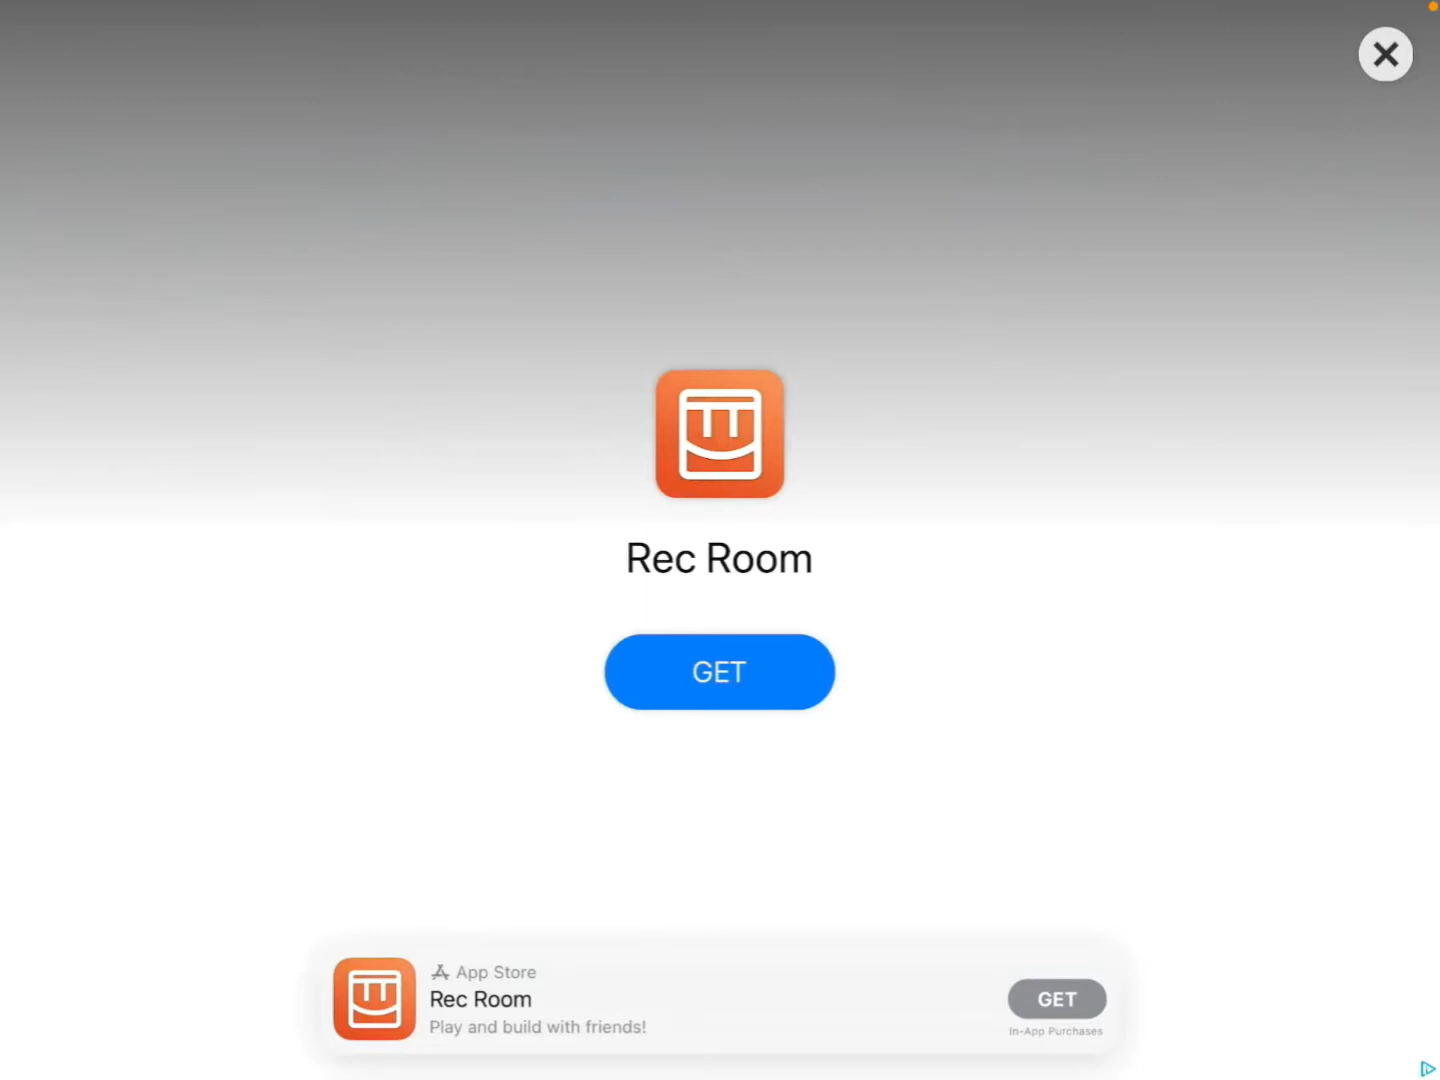 Rec Room
GET
App Store
Rec Room
Play and build with friends!
GET
In-App Purchases